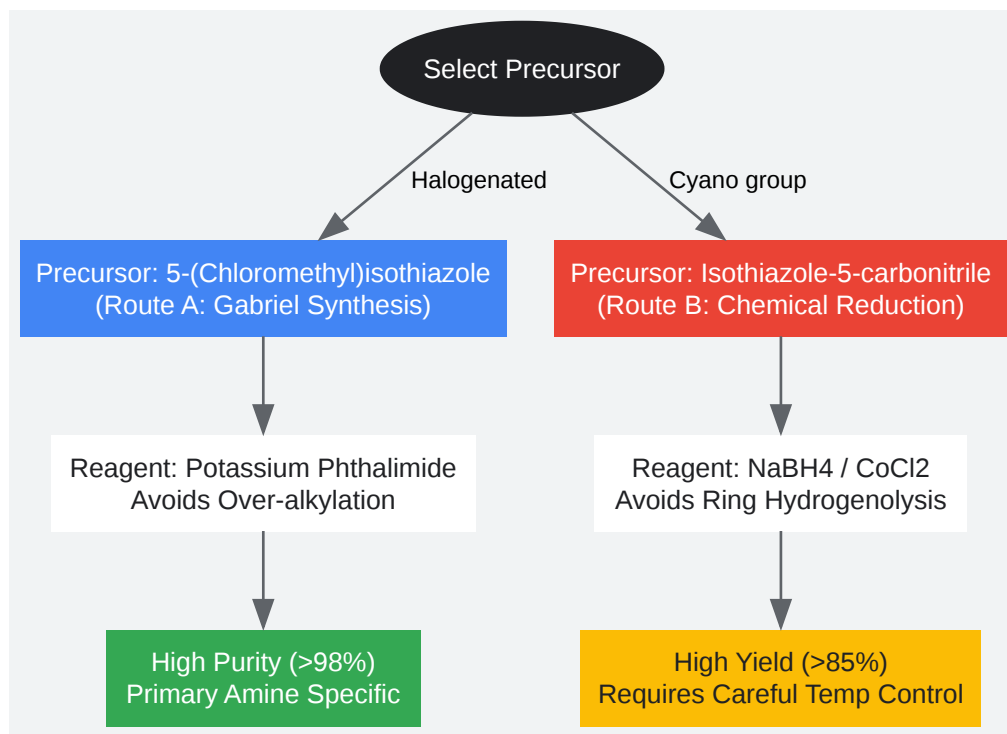 Select Precursor
Halogenated
Cyano group
Precursor: 5-(Chloromethyl)isothiazole
(Route A: Gabriel Synthesis)
Precursor: Isothiazole-5-carbonitrile
(Route B: Chemical Reduction)
Reagent: Potassium Phthalimide
Avoids Over-alkylation
Reagent: NaBH4 / CoCl2
Avoids Ring Hydrogenolysis
High Purity (>98%)
Primary Amine Specific
High Yield (>85%)
Requires Careful Temp Control